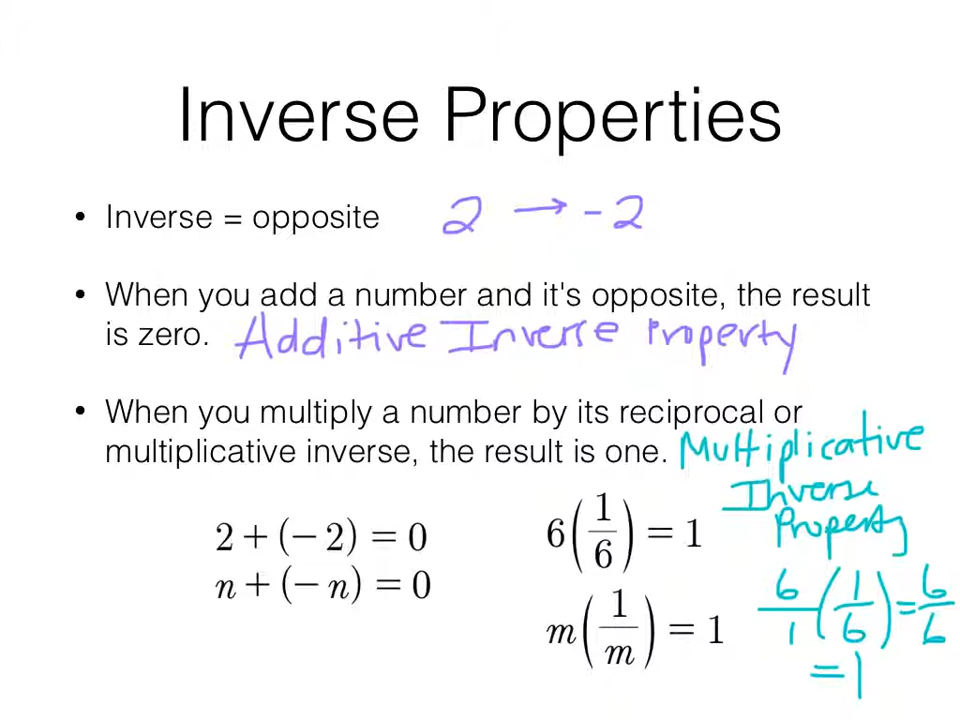 Inverse Properties
• Inverse = opposite 2 → -2
• When you add a number and it's opposite, the result
is zero. Additive Inverse Property
• When you multiply a number by its reciprocal or
multiplicative inverse, the result is one. Multiplicative
Inverse
Property
2 + (− 2) = 0
n + (− n) = 0
6(1/6) = 1
m(1/m) = 1
6/1 (1/6) = 6/6
= 1